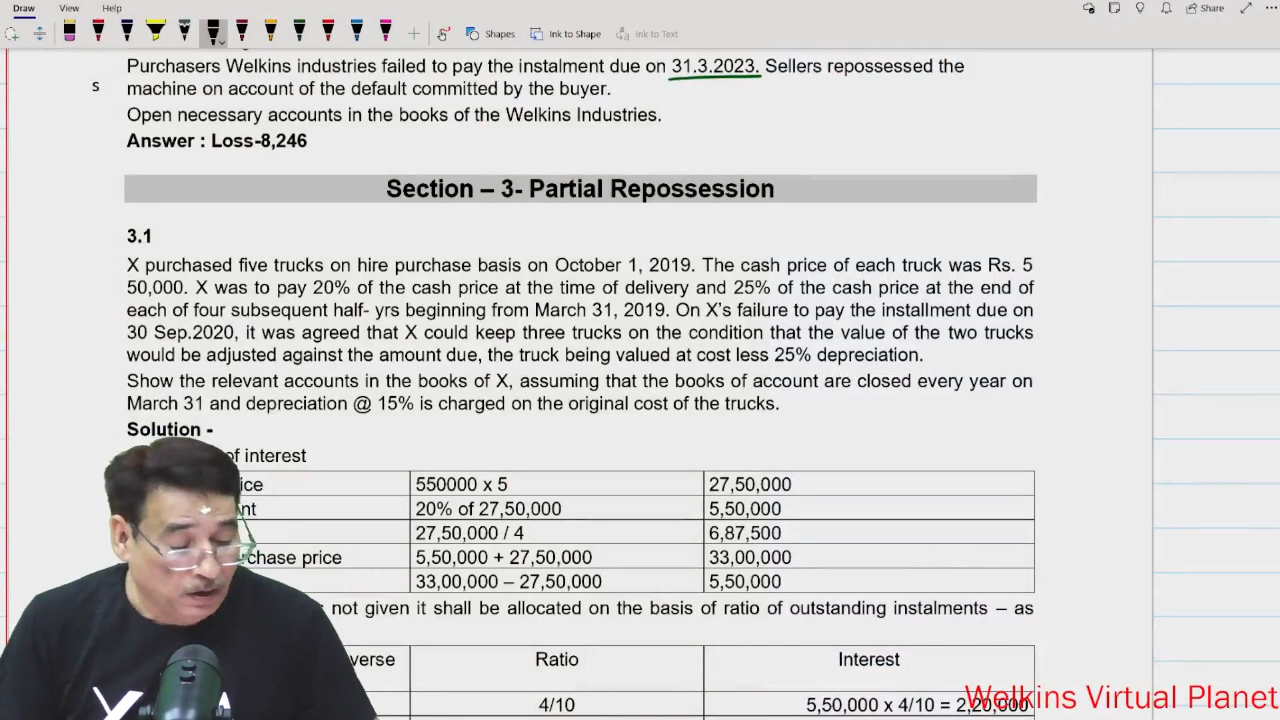 Draw View Help
Share
Shapes Ink to Shape Ink to Text
Purchasers Welkins industries failed to pay the instalment due on 31.3.2023. Sellers repossessed the
s
machine on account of the default committed by the buyer.
Open necessary accounts in the books of the Welkins Industries.
Answer : Loss-8,246
Section – 3- Partial Repossession
3.1
X purchased five trucks on hire purchase basis on October 1, 2019. The cash price of each truck was Rs. 5
50,000. X was to pay 20% of the cash price at the time of delivery and 25% of the cash price at the end of
each of four subsequent half- yrs beginning from March 31, 2019. On X's failure to pay the installment due on
30 Sep.2020, it was agreed that X could keep three trucks on the condition that the value of the two trucks
would be adjusted against the amount due, the truck being valued at cost less 25% depreciation.
Show the relevant accounts in the books of X, assuming that the books of account are closed every year on
March 31 and depreciation @ 15% is charged on the original cost of the trucks.
Solution -
of interest
ice 550000 x 5 27,50,000
nt 20% of 27,50,000 5,50,000
27,50,000 / 4 6,87,500
chase price 5,50,000 + 27,50,000 33,00,000
33,00,000 – 27,50,000 5,50,000
not given it shall be allocated on the basis of ratio of outstanding instalments – as
verse Ratio Interest
4/10 5,50,000 x 4/10 = 2,20,000
Welkins Virtual Planet